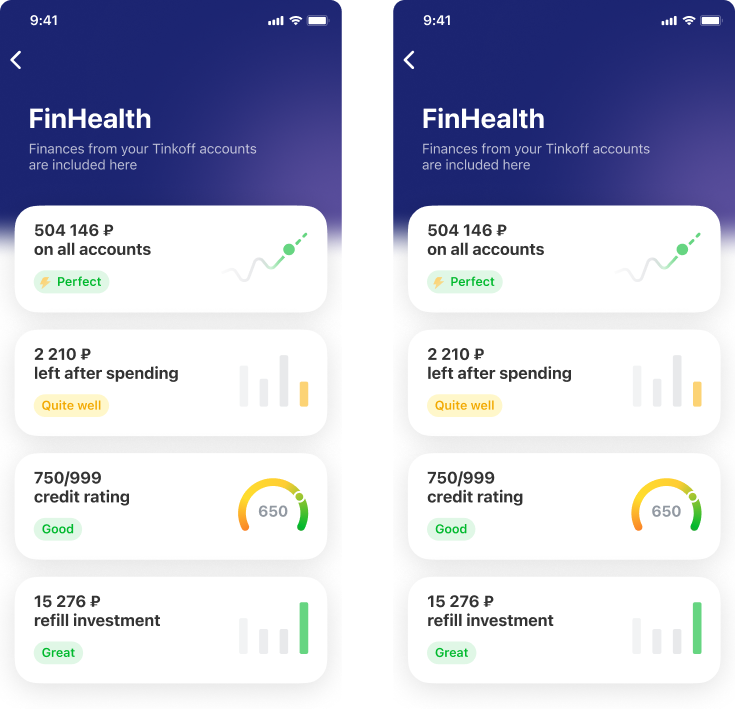 9:41
FinHealth
Finances from your Tinkoff accounts
are included here
504 146 ₽
on all accounts
Perfect
2 210 ₽
left after spending
Quite well
750/999
credit rating
Good
650
15 276 ₽
refill investment
Great
9:41
FinHealth
Finances from your Tinkoff accounts
are included here
504 146 ₽
on all accounts
Perfect
2 210 ₽
left after spending
Quite well
750/999
credit rating
Good
650
15 276 ₽
refill investment
Great